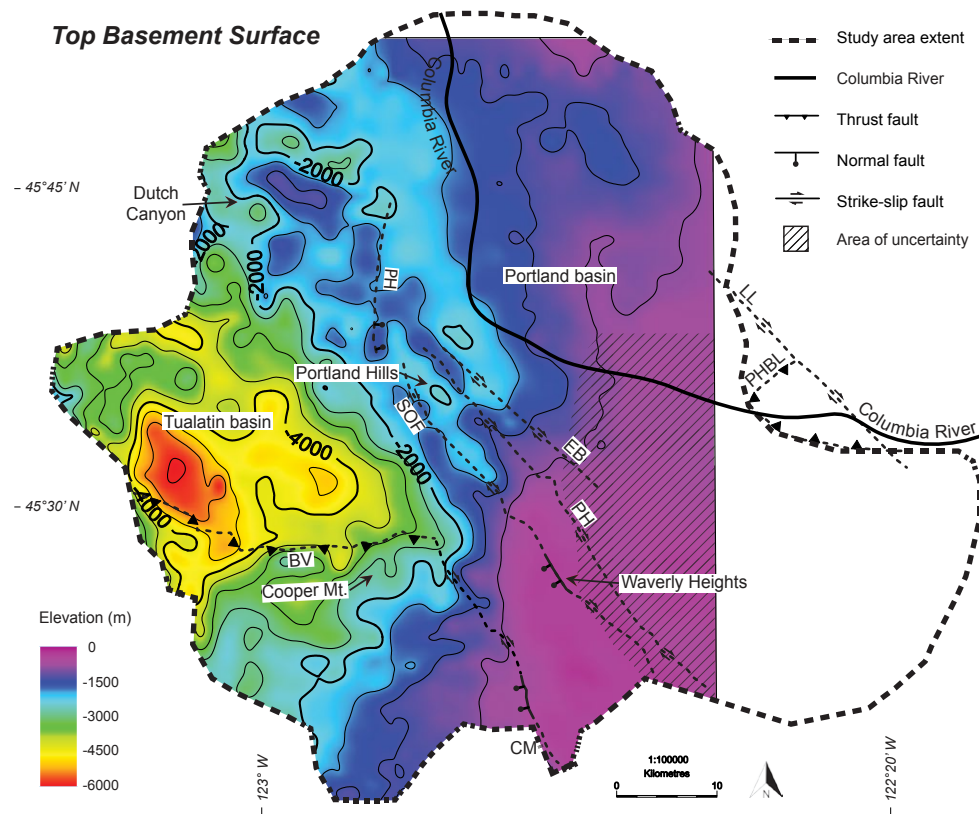 Top Basement Surface
Study area extent
Columbia River
Thrust fault
Normal fault
Strike-slip fault
Area of uncertainty
Columbia River
– 45°45' N
Dutch
Canyon
-2000
-2000
-2000
PH
Portland basin
LL
PHBL
Portland Hills
SOF
Tualatin basin
-4000
-2000
Columbia River
EB
– 45°30' N
-4000
PH
BV
Cooper Mt.
Waverly Heights
Elevation (m)
0
-1500
-3000
-4500
-6000
CM
1:100000
Kilometres
0 10
N
– 123° W
– 122°20' W